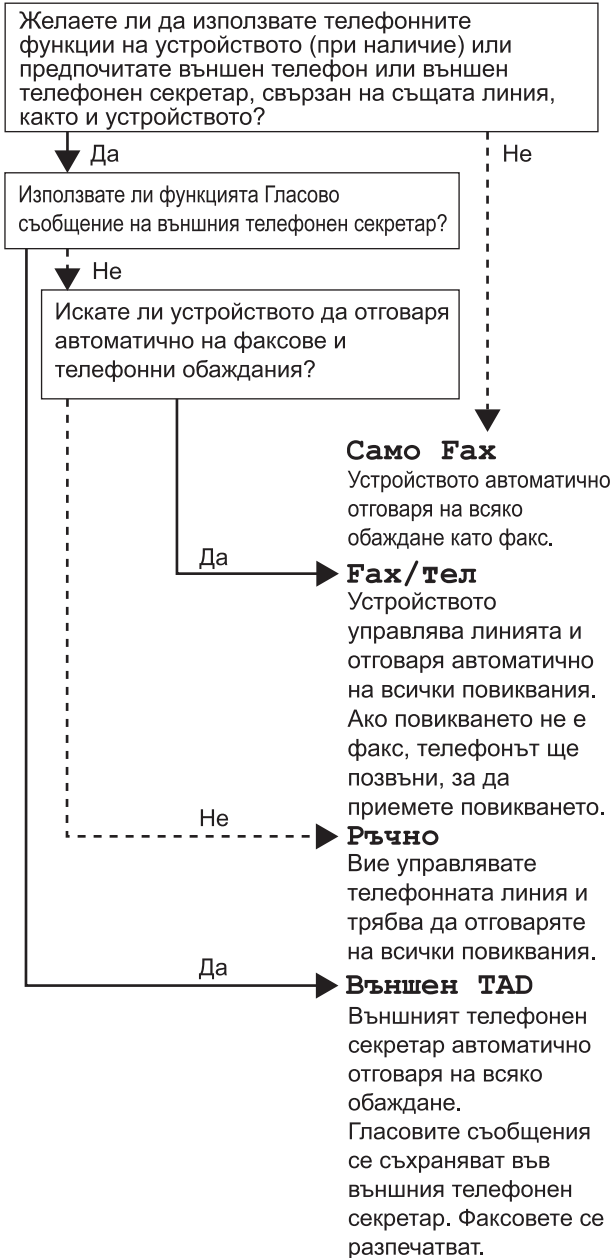 Желаете ли да използвате телефонните
функции на устройството (при наличие) или
предпочитате външен телефон или външен
телефонен секретар, свързан на същата линия,
както и устройството?
Да
Не
Използвате ли функцията Гласово
съобщение на външния телефонен секретар?
Не
Искате ли устройството да отговаря
автоматично на факсове и
телефонни обаждания?
Само Fax
Устройството автоматично
отговаря на всяко
обаждане като факс.
Да
Fax/Тел
Устройството
управлява линията и
отговаря автоматично
на всички повиквания.
Ако повикването не е
факс, телефонът ще
позвъни, за да
приемете повикването.
Не
Ръчно
Вие управлявате
телефонната линия и
трябва да отговаряте
на всички повиквания.
Да
Външен TAD
Външният телефонен
секретар автоматично
отговаря на всяко
обаждане.
Гласовите съобщения
се съхраняват във
външния телефонен
секретар. Факсовете се
разпечатват.